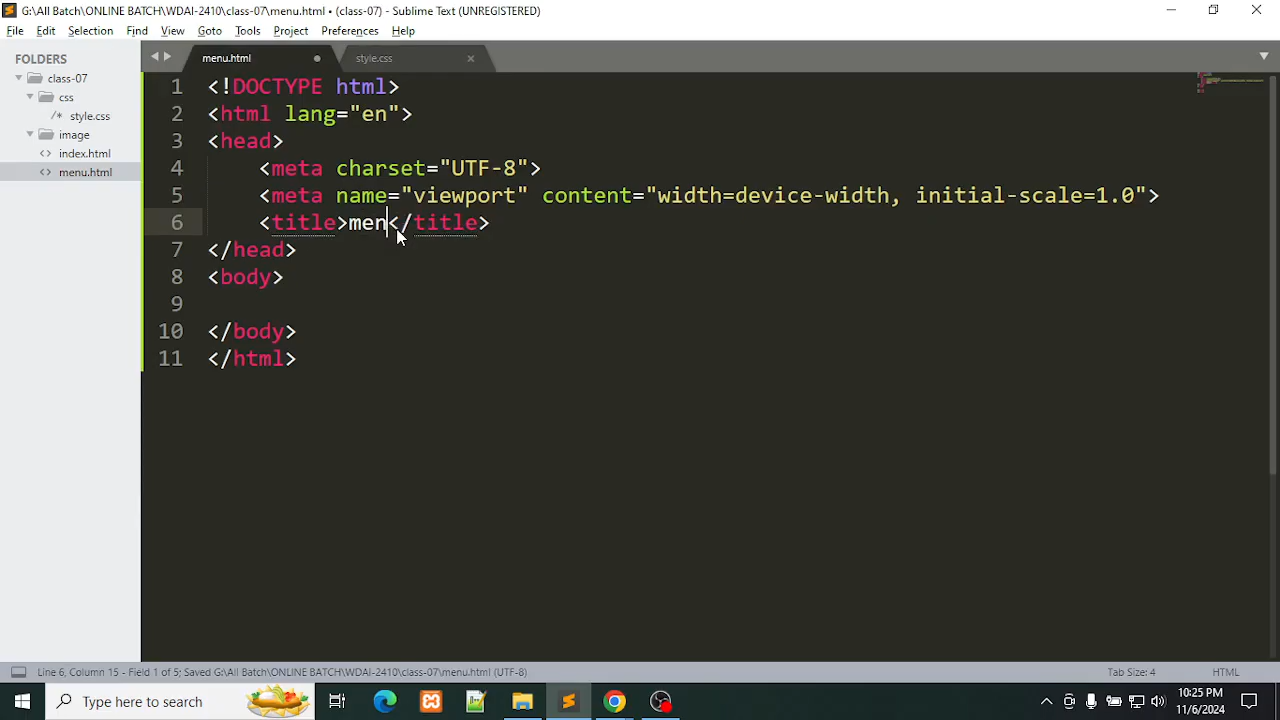 G:\All Batch\ONLINE BATCH\WDAI-2410\class-07\menu.html • (class-07) - Sublime Text (UNREGISTERED)
File Edit Selection Find View Goto Tools Project Preferences Help
FOLDERS
class-07
css
/* style.css
image
<> index.html
<> menu.html
menu.html
style.css
1 <!DOCTYPE html>
2 <html lang="en">
3 <head>
4 <meta charset="UTF-8">
5 <meta name="viewport" content="width=device-width, initial-scale=1.0">
6 <title>men</title>
7 </head>
8 <body>
9
10 </body>
11 </html>
Line 6, Column 15 - Field 1 of 5; Saved G:\All Batch\ONLINE BATCH\WDAI-2410\class-07\menu.html (UTF-8)
Tab Size: 4
HTML
Type here to search
10:25 PM
11/6/2024